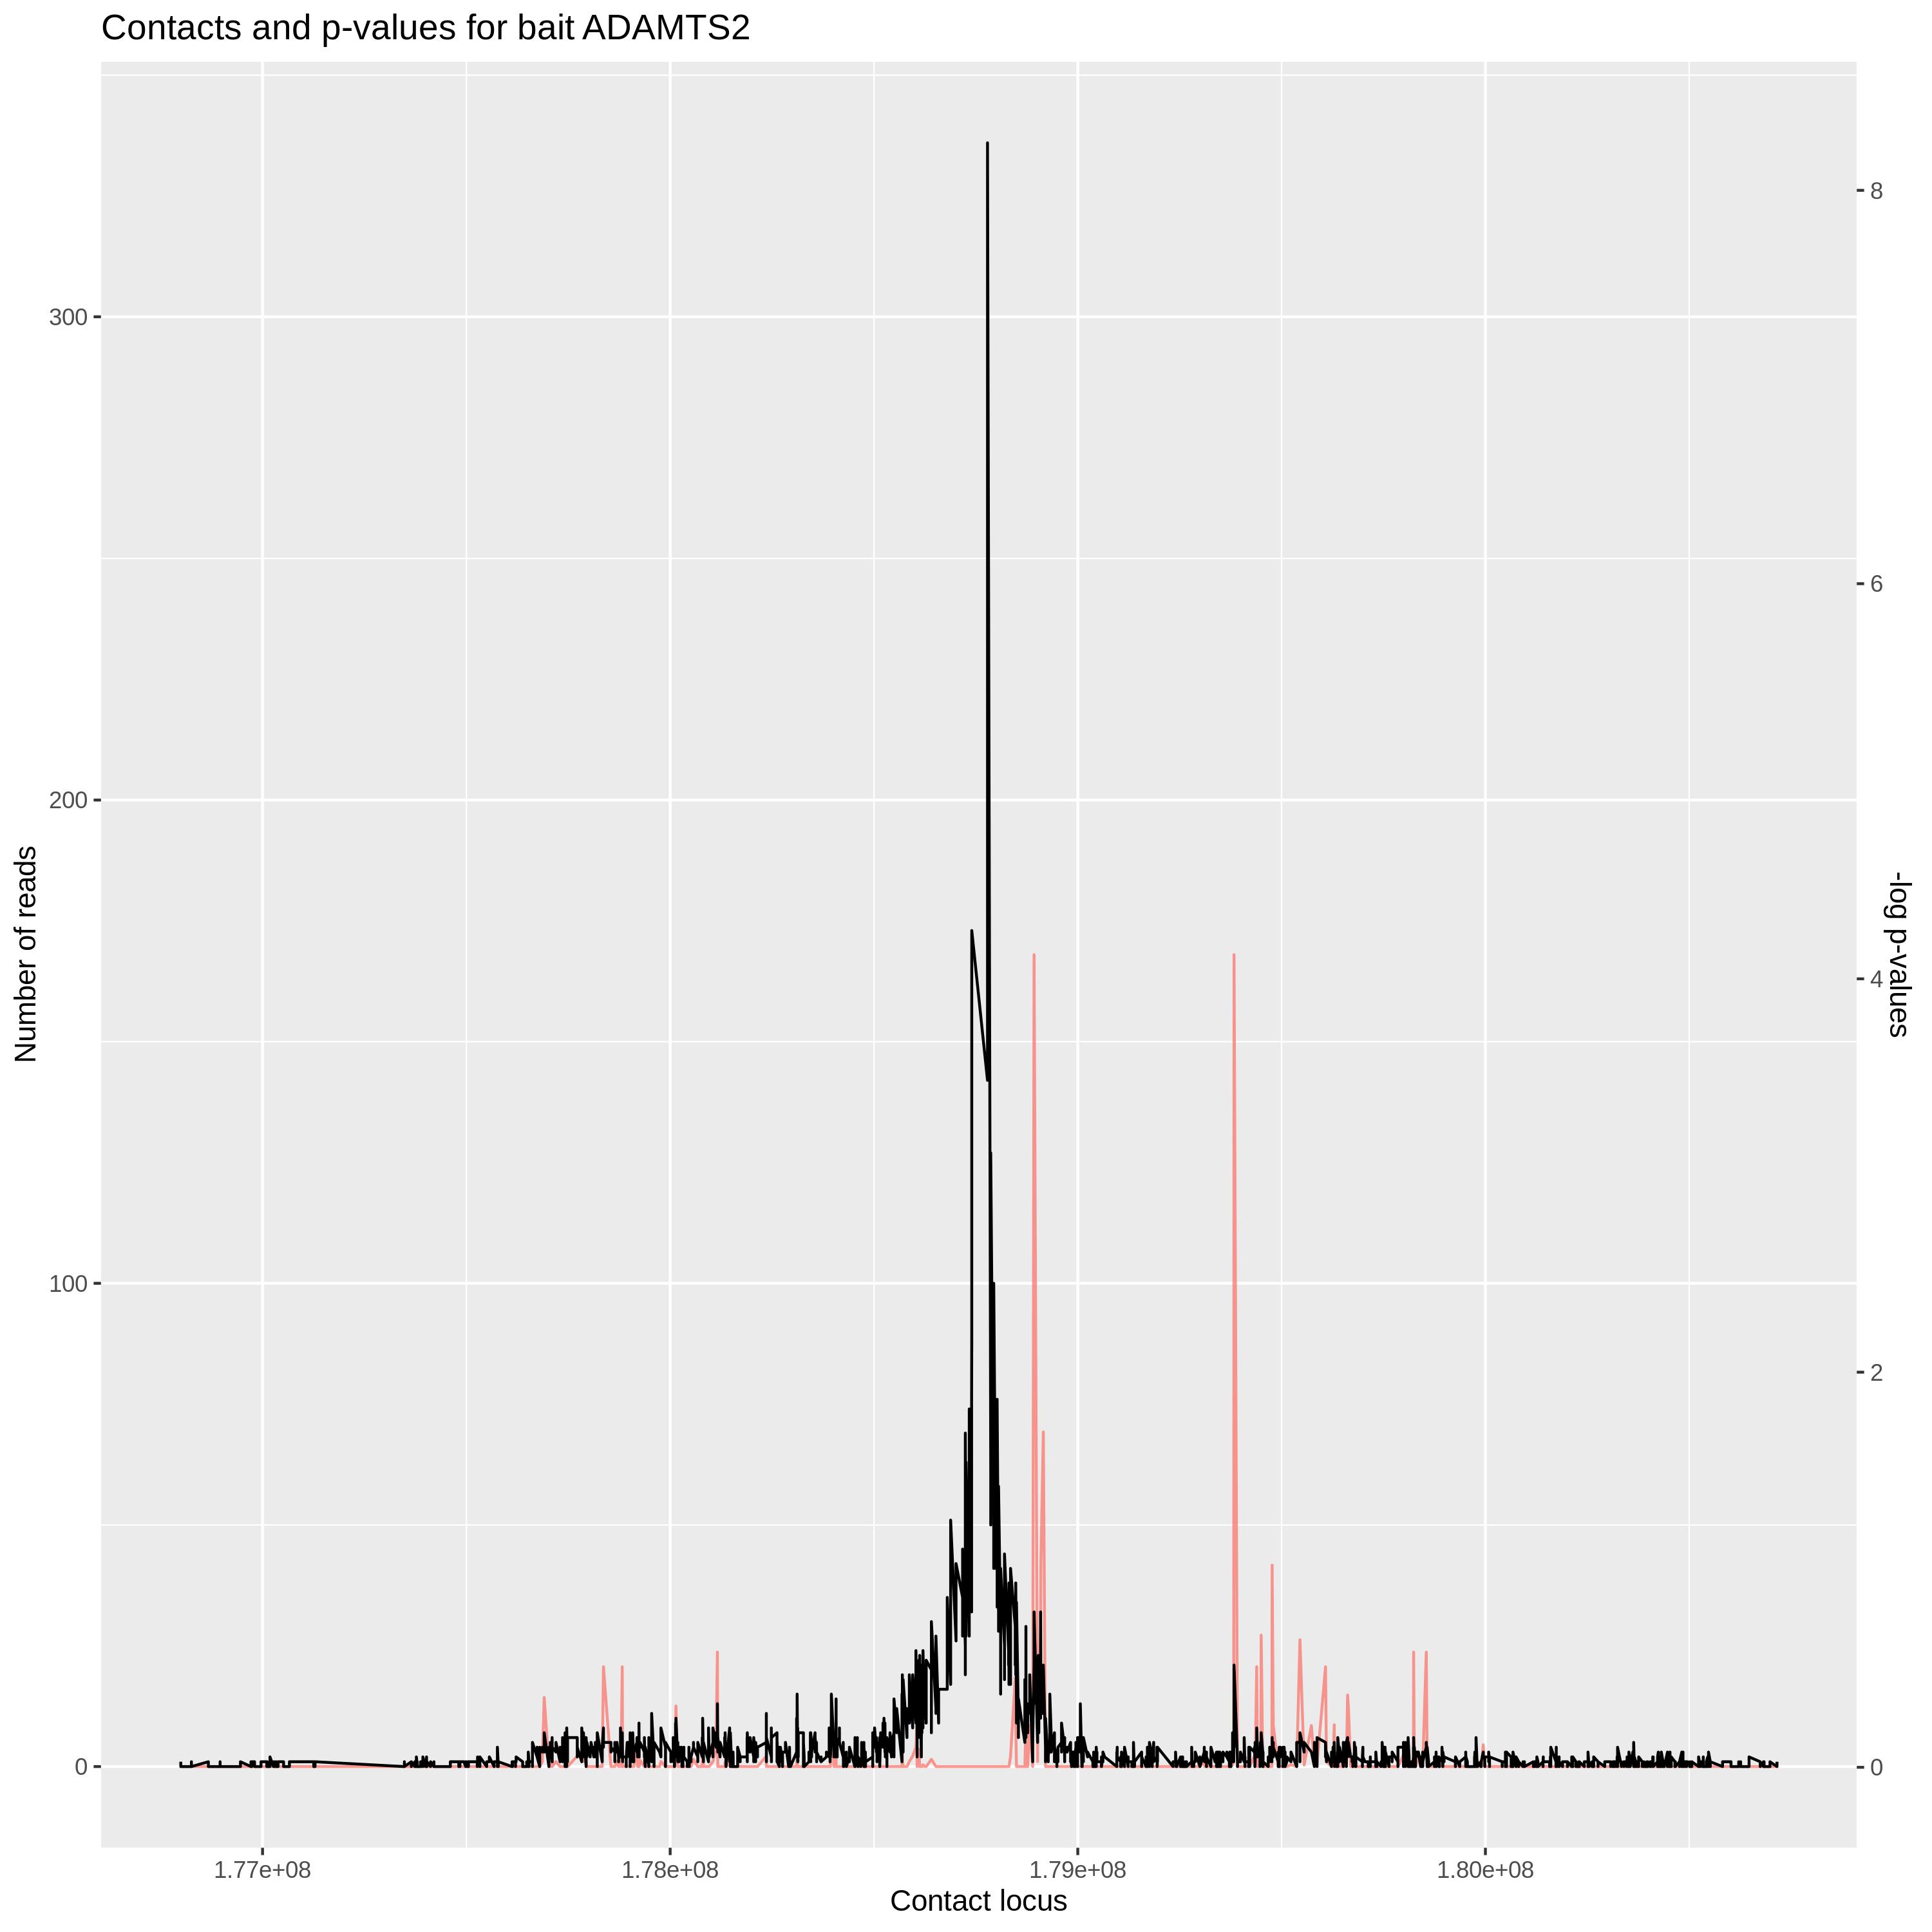 Contacts and p-values for bait ADAMTS2
Number of reads
300
200
100
0
8
6
4
2
0
-log p-values
1.77e+08 1.78e+08 1.79e+08 1.80e+08
Contact locus